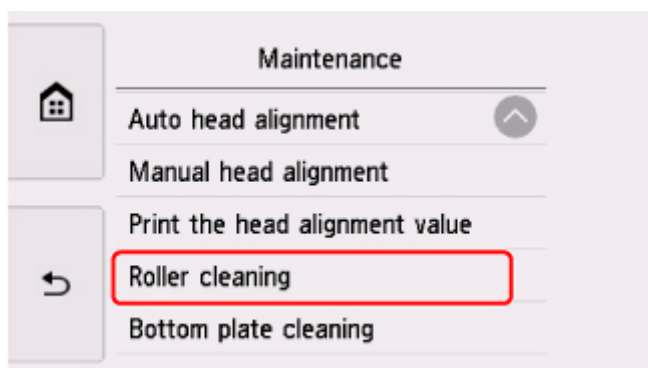 Maintenance
Auto head alignment
Manual head alignment
Print the head alignment value
Roller cleaning
Bottom plate cleaning